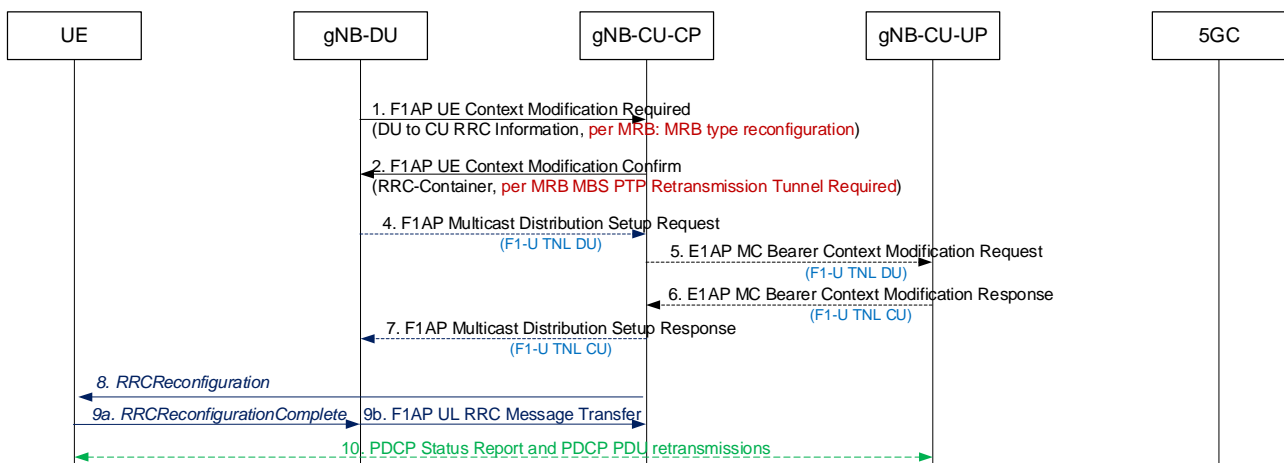 UE
gNB-DU
gNB-CU-CP
gNB-CU-UP
5GC
1. F1AP UE Context Modification Required
(DU to CU RRC Information, per MRB: MRB type reconfiguration)
2. F1AP UE Context Modification Confirm
(RRC-Container, per MRB MBS PTP Retransmission Tunnel Required)
4. F1AP Multicast Distribution Setup Request
(F1-U TNL DU)
5. E1AP MC Bearer Context Modification Request
(F1-U TNL DU)
6. E1AP MC Bearer Context Modification Response
(F1-U TNL CU)
7. F1AP Multicast Distribution Setup Response
(F1-U TNL CU)
8. RRCReconfiguration
9a. RRCReconfigurationComplete
9b. F1AP UL RRC Message Transfer
10. PDCP Status Report and PDCP PDU retransmissions